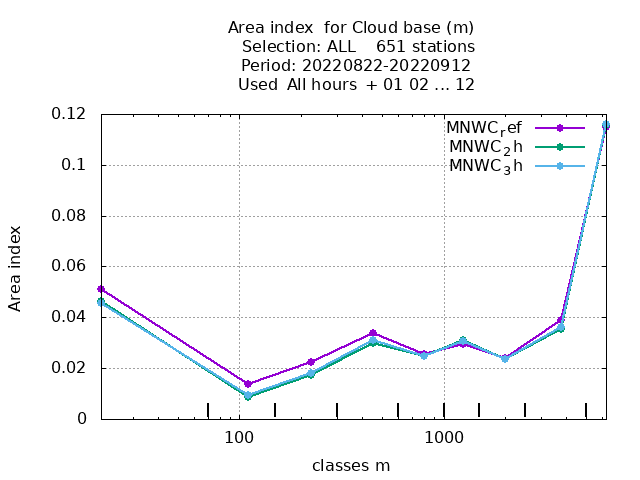 Area index  for Cloud base (m)
Selection: ALL    651 stations
Period: 20220822-20220912
Used  All hours  + 01 02 ... 12
MNWC_ref
MNWC_2h
MNWC_3h
0.12
0.1
0.08
0.06
0.04
0.02
0
Area index
100
1000
classes m